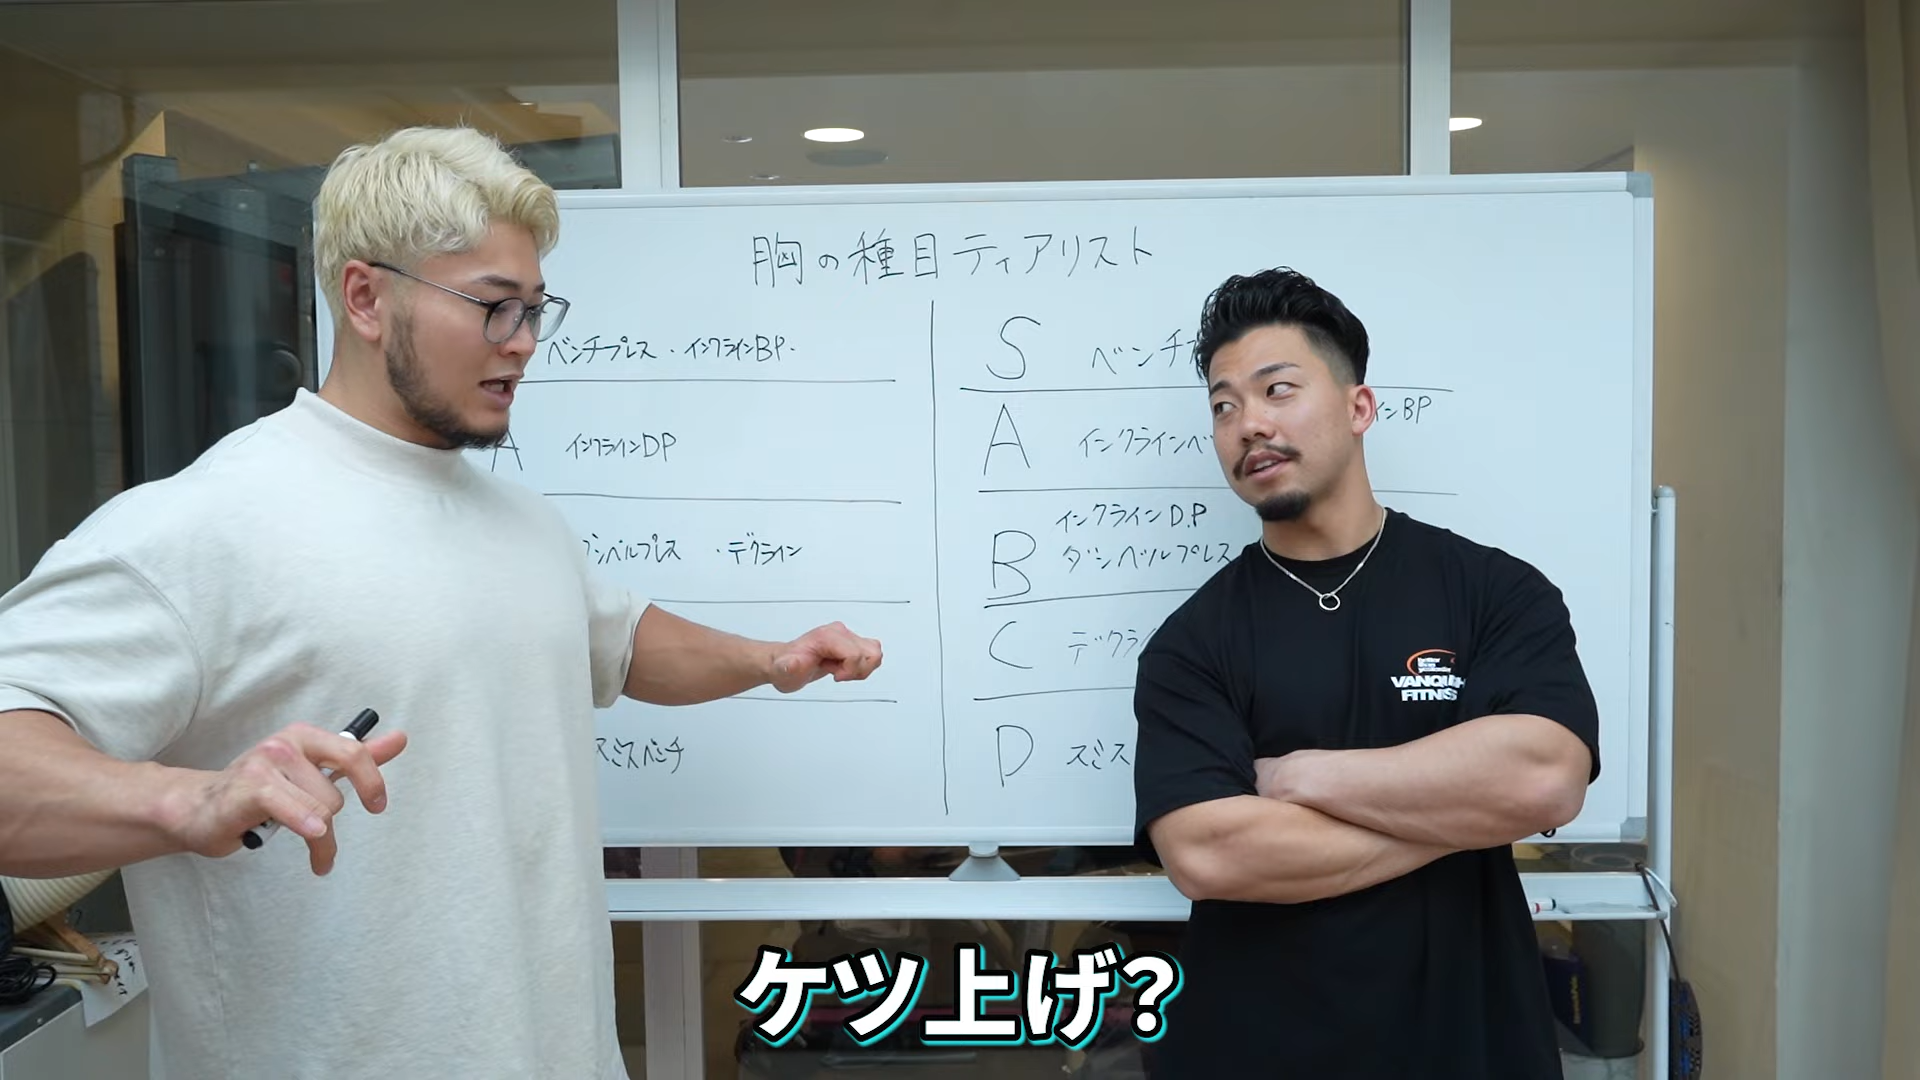 胸の種目ティアリスト
ベンチプレス ・インクラインBP・
A インクラインDP
ベルプレス ・デクライン
スミスベンチ
S ベンチ
A インクラインベ
インBP
B インクラインD.P
ダンベルプレス
C デクライ
D スミス
VANQUISH
FITNESS
ケツ上げ?